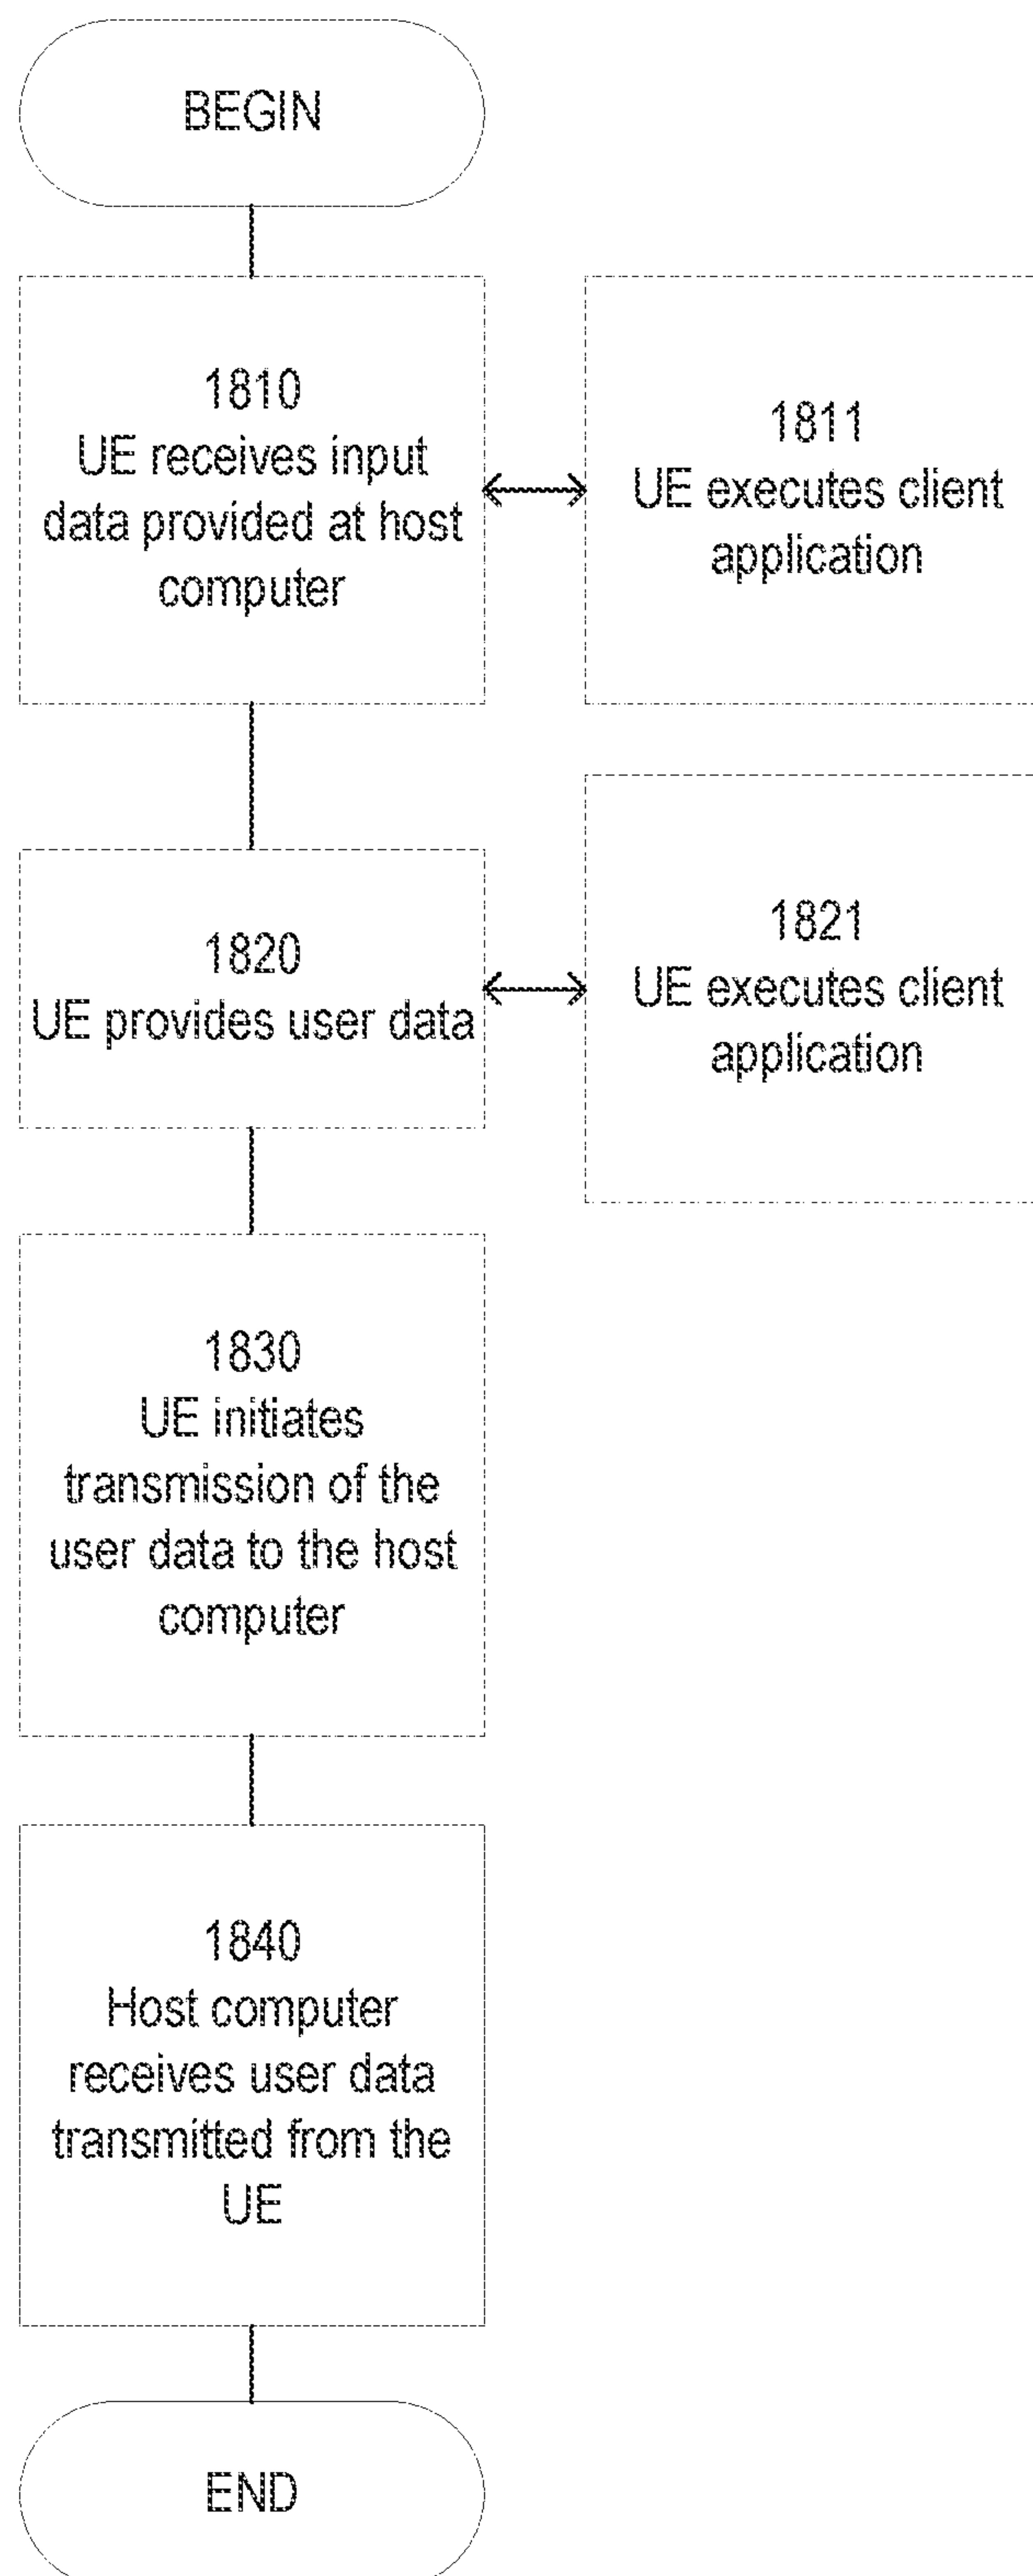 BEGIN
1810
UE receives input
data provided at host
computer
1811
UE executes client
application
1820
UE provides user data
1821
UE executes client
application
1830
UE initiates
transmission of the
user data to the host
computer
1840
Host computer
receives user data
transmitted from the
UE
END